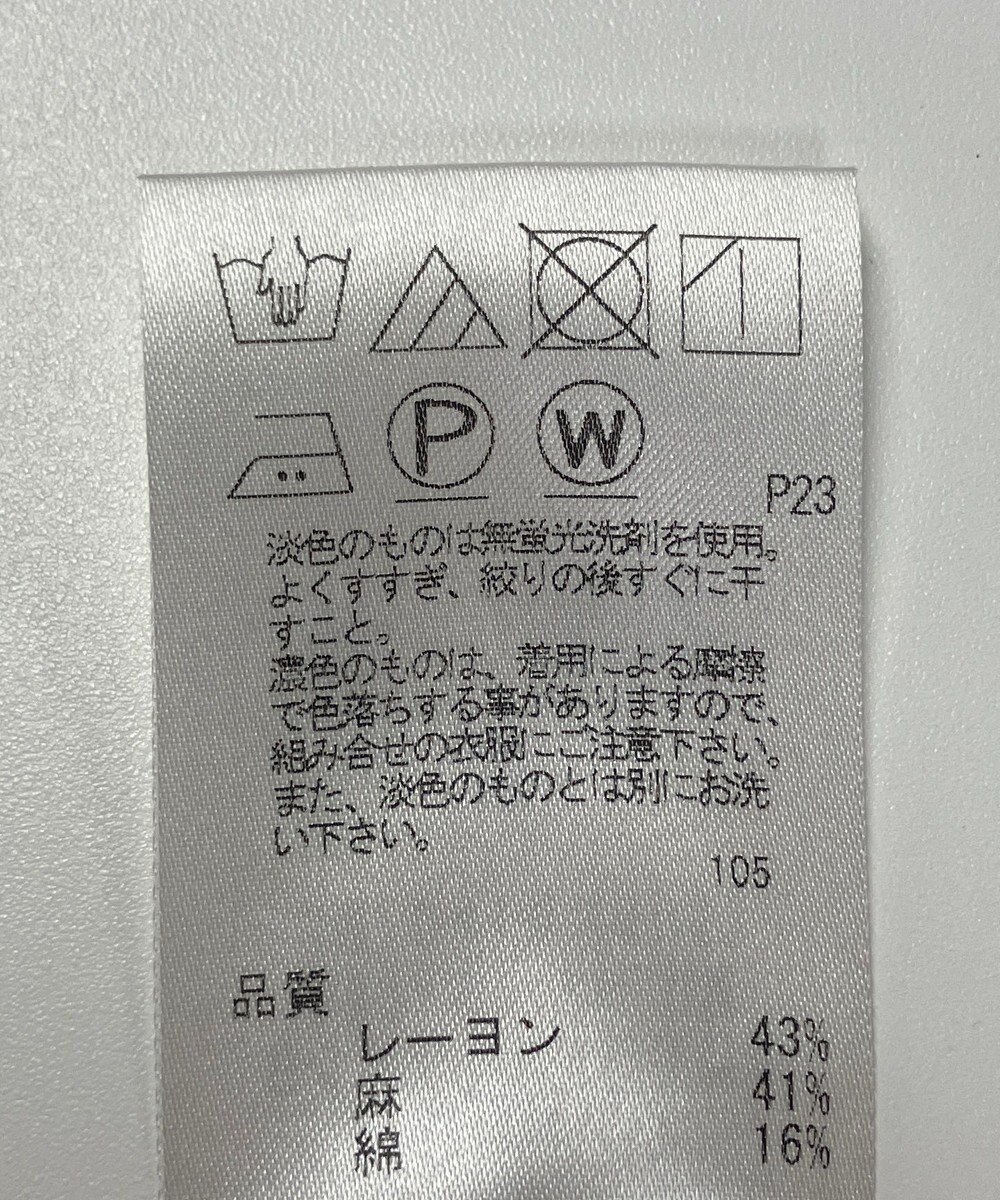 P
W
P23
淡色のものは無蛍光洗剤を使用。
よくすすぎ、絞りの後すぐに干
すこと。
濃色のものは、着用による摩擦
で色落ちする事がありますので、
組み合せの衣服にご注意下さい。
また、淡色のものとは別にお洗
い下さい。
105
品質
レーヨン 43%
麻 41%
綿 16%